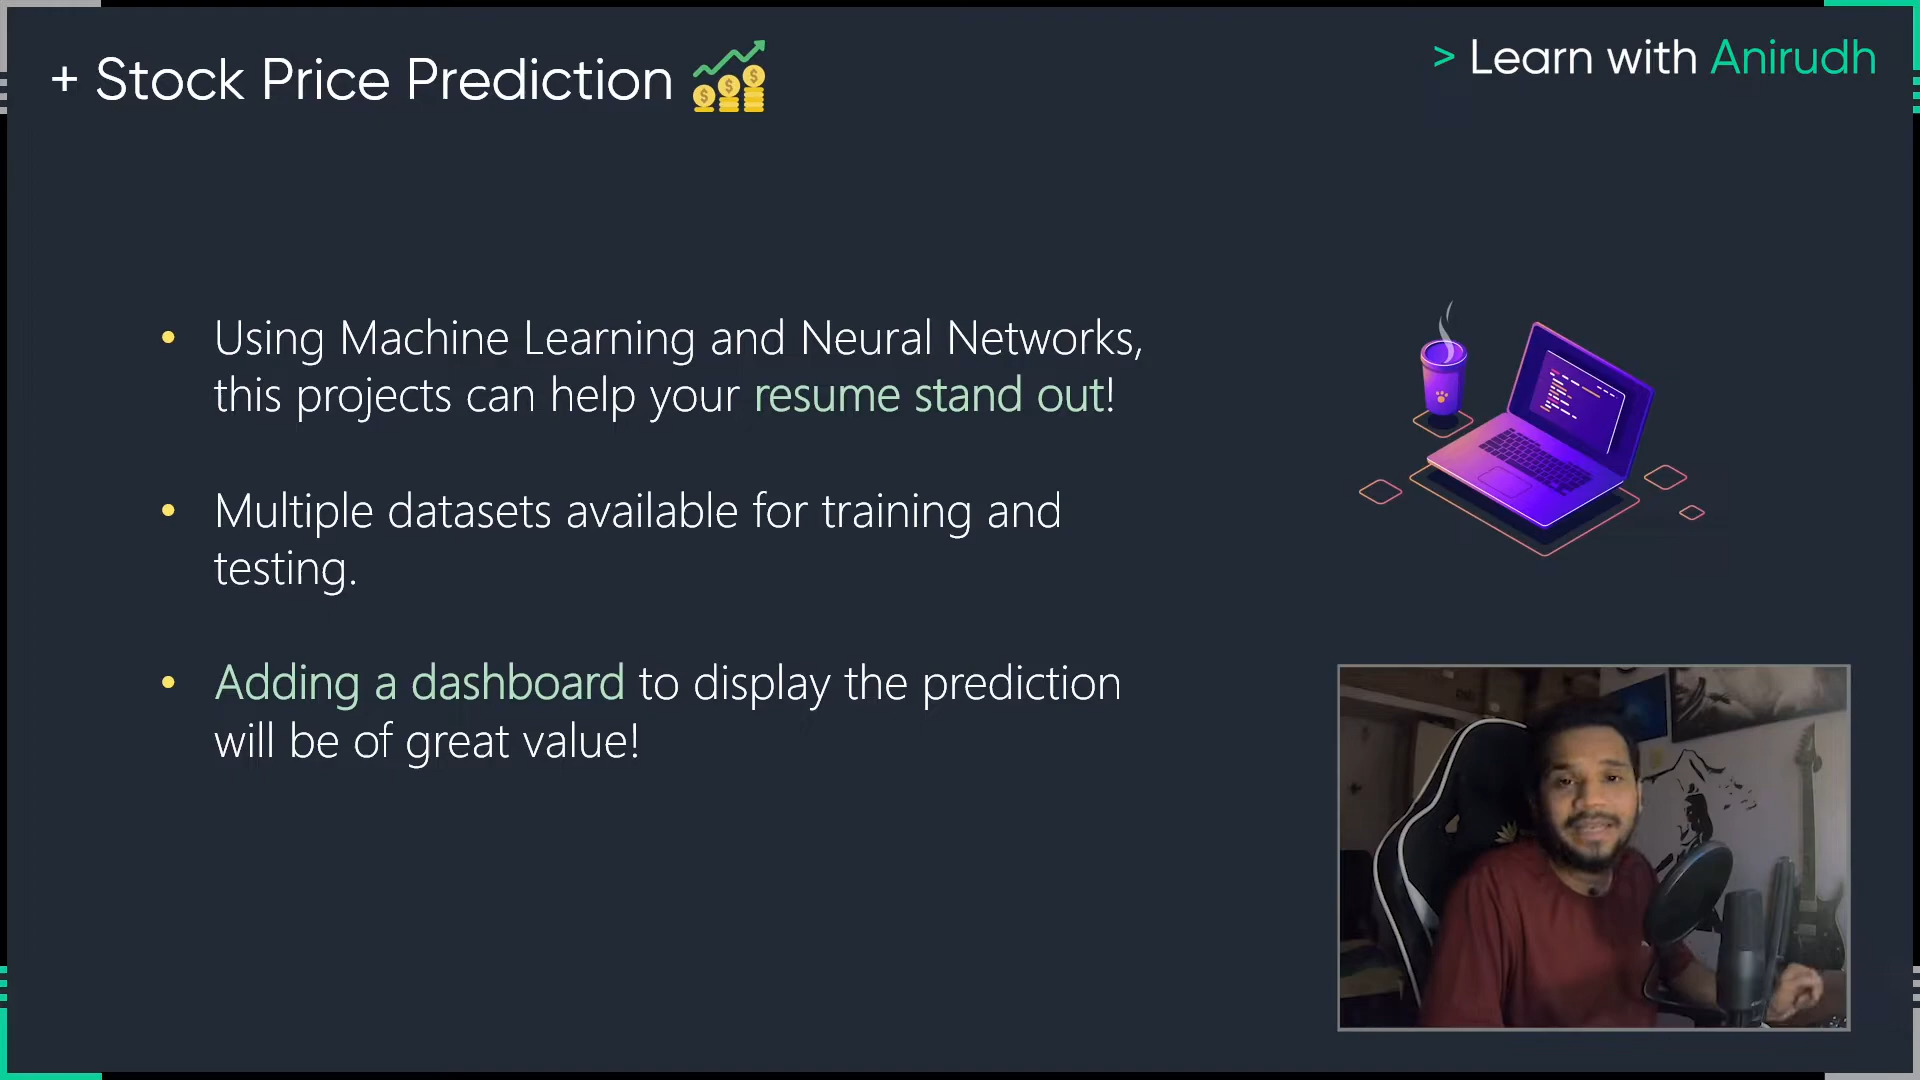 + Stock Price Prediction
> Learn with Anirudh
• Using Machine Learning and Neural Networks,
this projects can help your resume stand out!
• Multiple datasets available for training and
testing.
• Adding a dashboard to display the prediction
will be of great value!